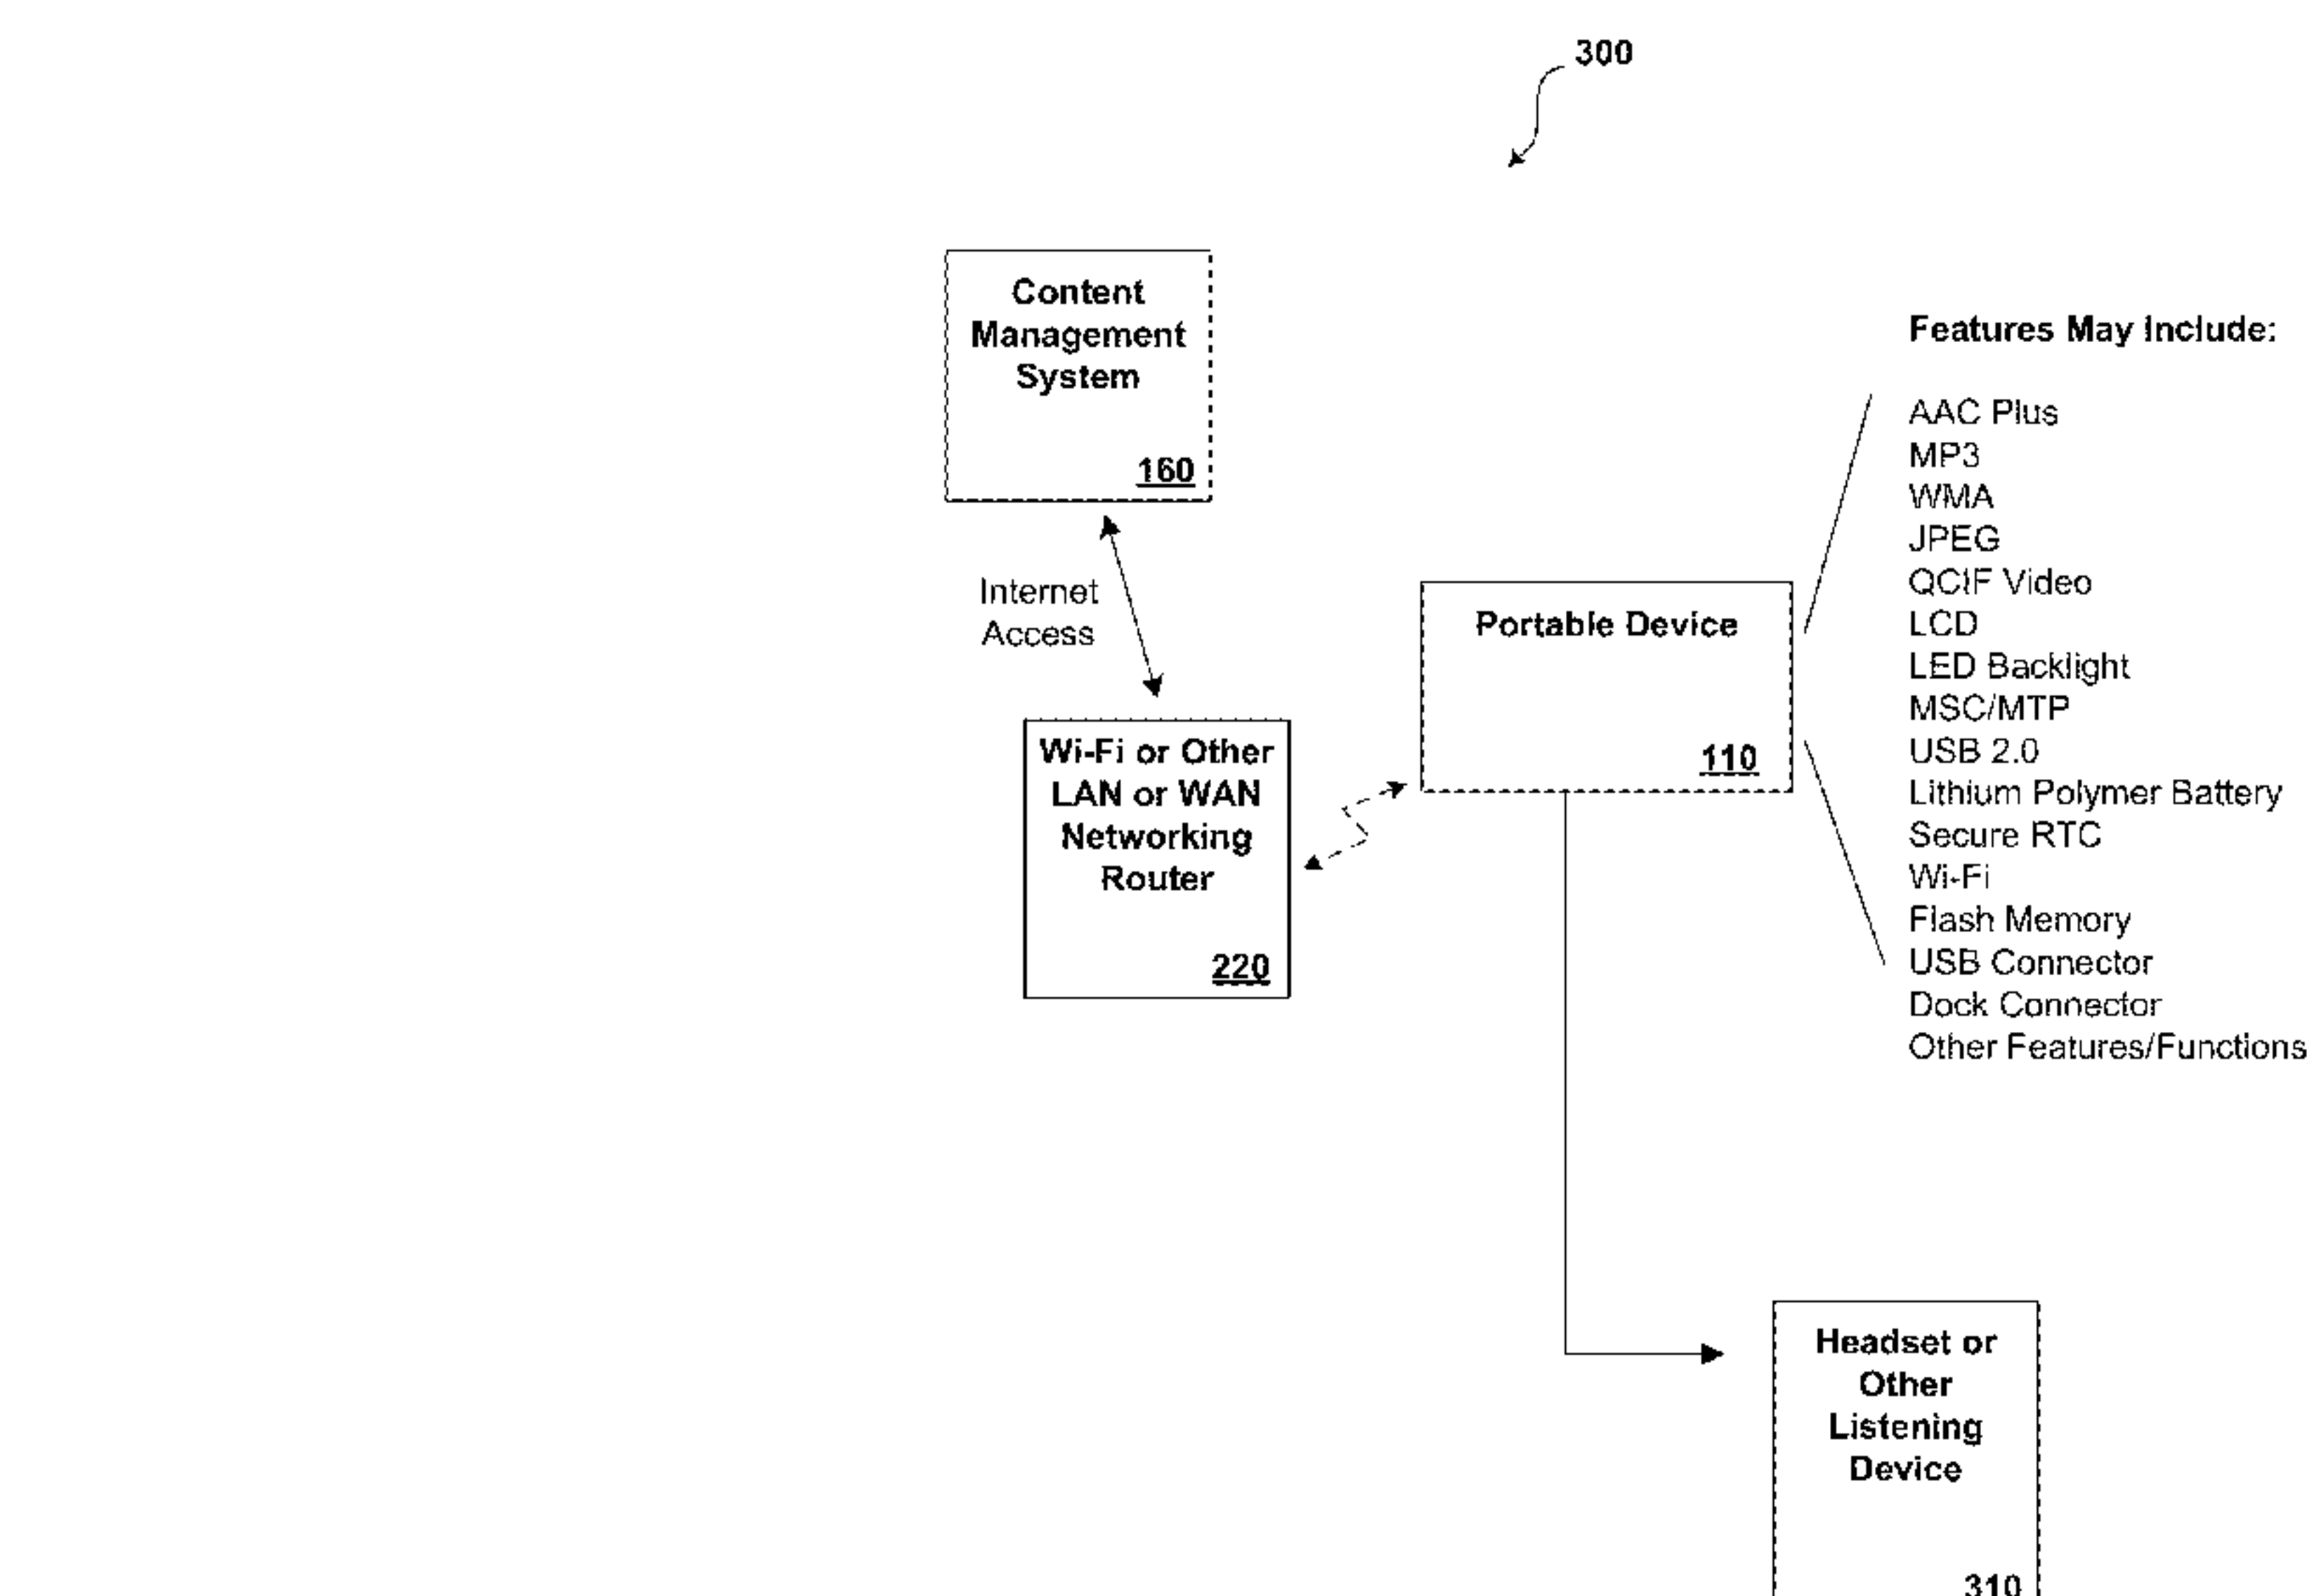 300
Content
Management
System
160
Internet
Access
Wi-Fi or Other
LAN or WAN
Networking
Router
220
Portable Device
110
Features May Include:
AAC Plus
MP3
WMA
JPEG
QCIF Video
LCD
LED Backlight
MSC/MTP
USB 2.0
Lithium Polymer Battery
Secure RTC
Wi-Fi
Flash Memory
USB Connector
Dock Connector
Other Features/Functions
Headset or
Other
Listening
Device
310